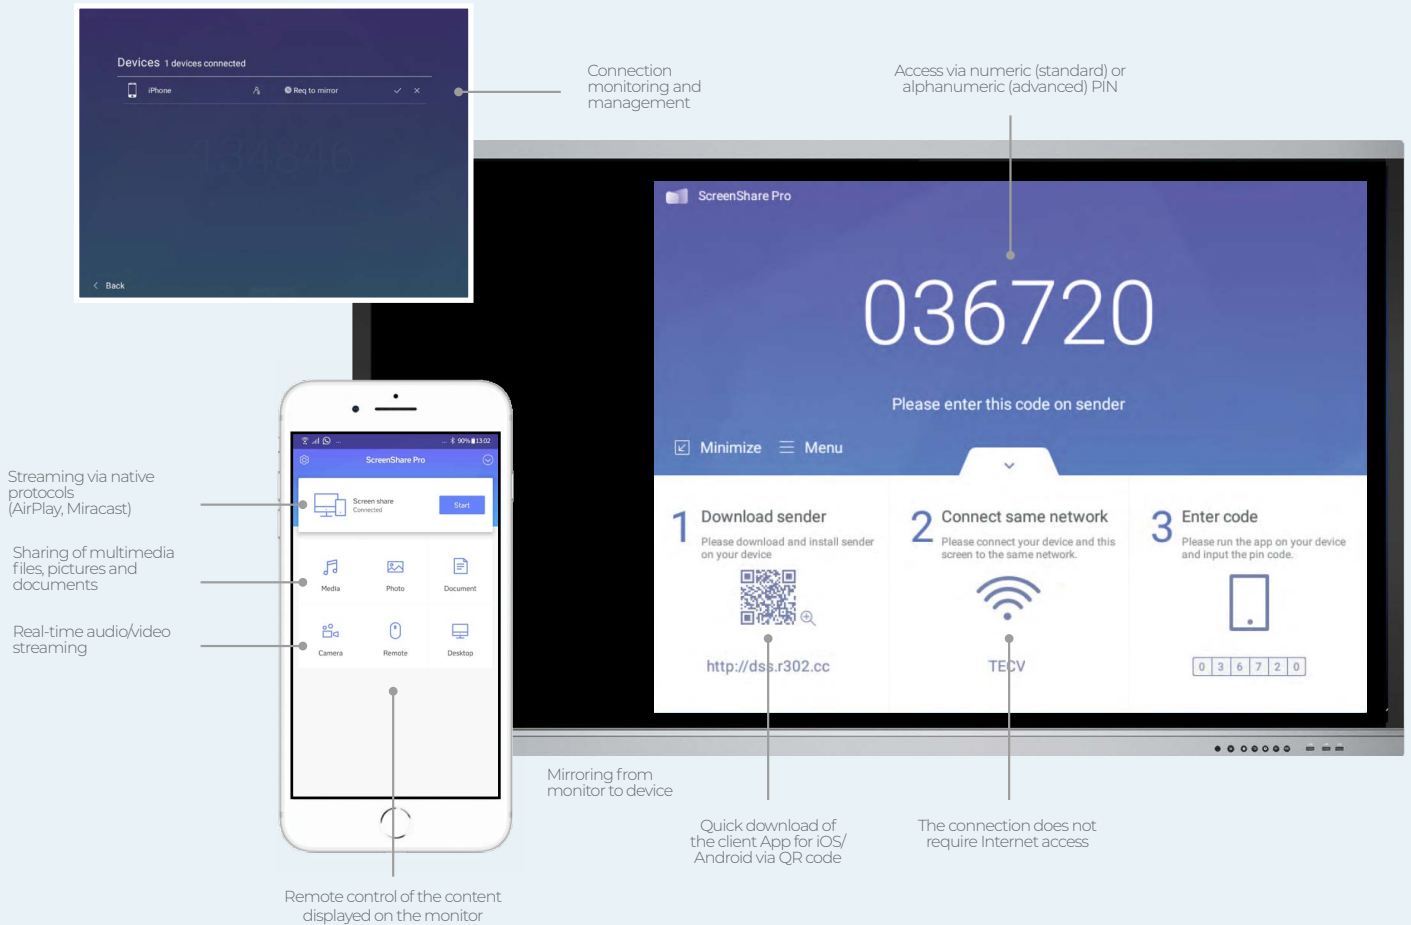 Devices 1 devices connected
iPhone
Req to mirror
134846
Back
Connection
monitoring and
management
Access via numeric (standard) or
alphanumeric (advanced) PIN
ScreenShare Pro
036720
Please enter this code on sender
Minimize
Menu
1 Download sender
Please download and install sender
on your device
http://dss.r302.cc
2 Connect same network
Please connect your device and this
screen to the same network.
TECV
3 Enter code
Please run the app on your device
and input the pin code.
0 3 6 7 2 0
... 90% 13:02
ScreenShare Pro
Screen share
Connected
Start
Media
Photo
Document
Camera
Remote
Desktop
Streaming via native
protocols
(AirPlay, Miracast)
Sharing of multimedia
files, pictures and
documents
Real-time audio/video
streaming
Mirroring from
monitor to device
Quick download of
the client App for iOS/
Android via QR code
The connection does not
require Internet access
Remote control of the content
displayed on the monitor